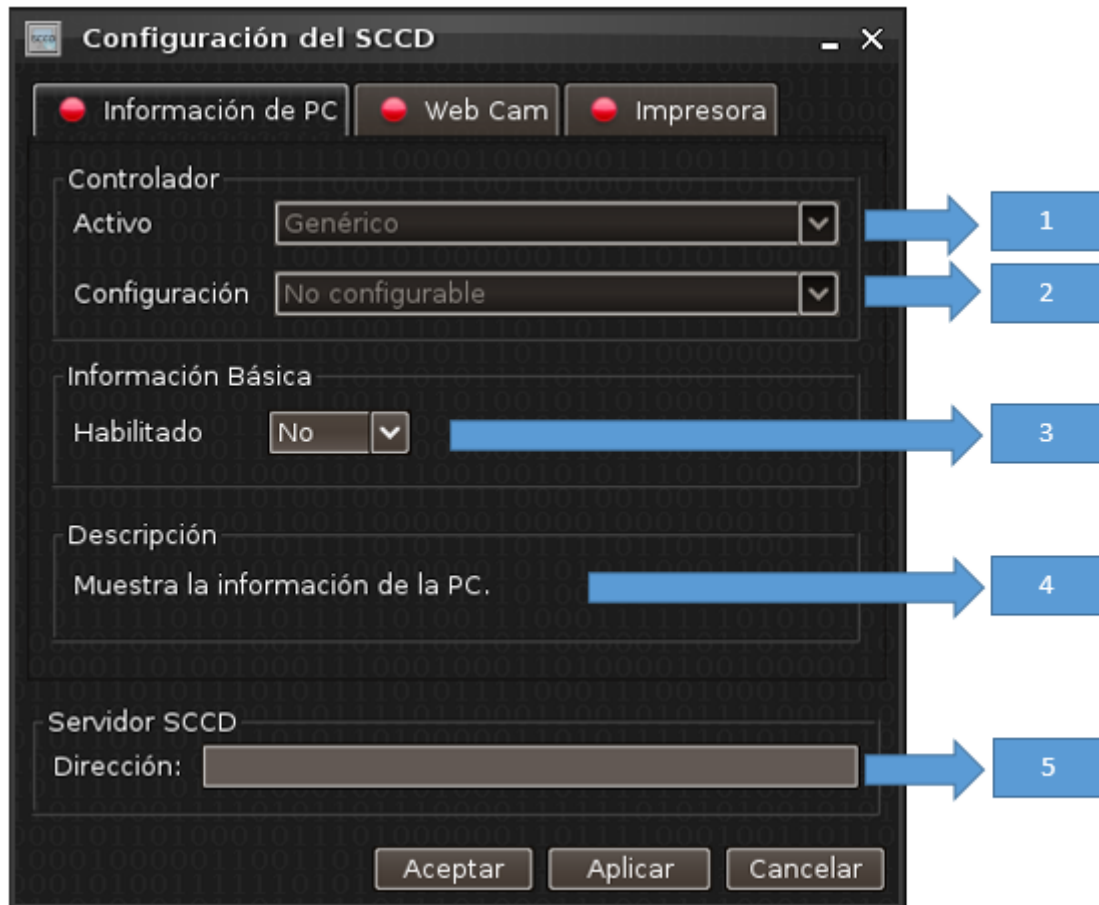 SCCD Configuración del SCCD
Información de PC Web Cam Impresora
Controlador
Activo Genérico 1
Configuración No configurable 2
Información Básica
Habilitado No 3
Descripción
Muestra la información de la PC. 4
Servidor SCCD
Dirección: 5
Aceptar Aplicar Cancelar